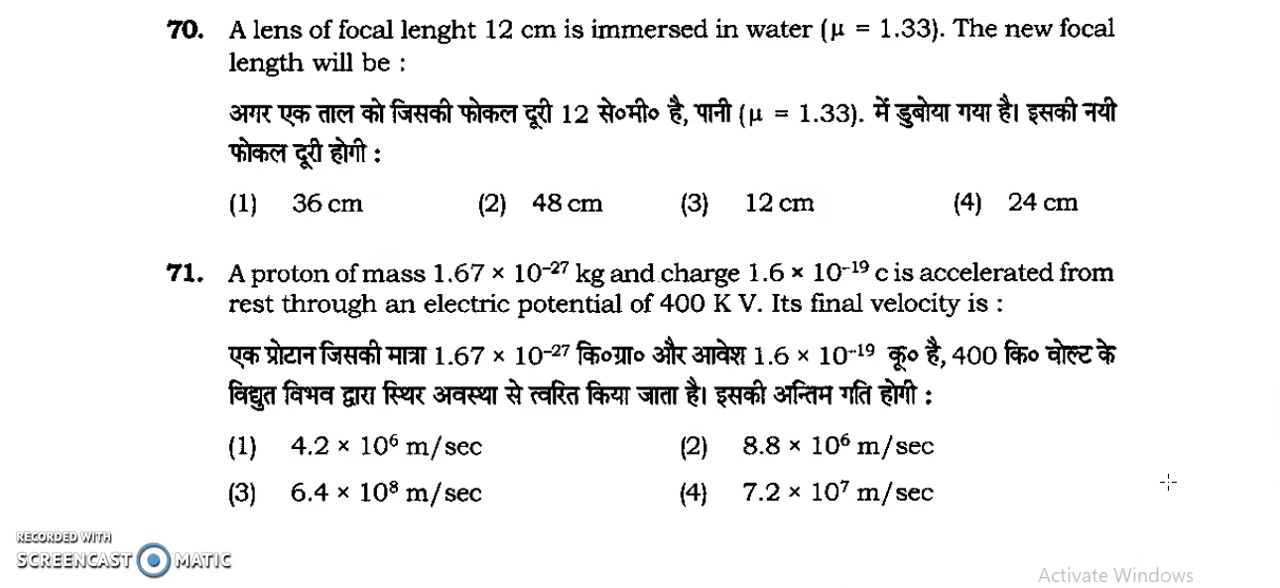 70. A lens of focal lenght 12 cm is immersed in water (μ = 1.33). The new focal
length will be :
अगर एक ताल को जिसकी फोकल दूरी 12 से०मी० है, पानी (μ = 1.33). में डुबोया गया है। इसकी नयी
फोकल दूरी होगी :
(1) 36 cm (2) 48 cm (3) 12 cm (4) 24 cm
71. A proton of mass 1.67 × 10⁻²⁷ kg and charge 1.6 × 10⁻¹⁹ c is accelerated from
rest through an electric potential of 400 K V. Its final velocity is :
एक प्रोटान जिसकी मात्रा 1.67 × 10⁻²⁷ कि०ग्रा० और आवेश 1.6 × 10⁻¹⁹ कू० है, 400 कि० वोल्ट के
विद्युत विभव द्वारा स्थिर अवस्था से त्वरित किया जाता है। इसकी अन्तिम गति होगी :
(1) 4.2 × 10⁶ m/sec (2) 8.8 × 10⁶ m/sec
(3) 6.4 × 10⁸ m/sec (4) 7.2 × 10⁷ m/sec
RECORDED WITH
SCREENCAST MATIC
Activate Windows